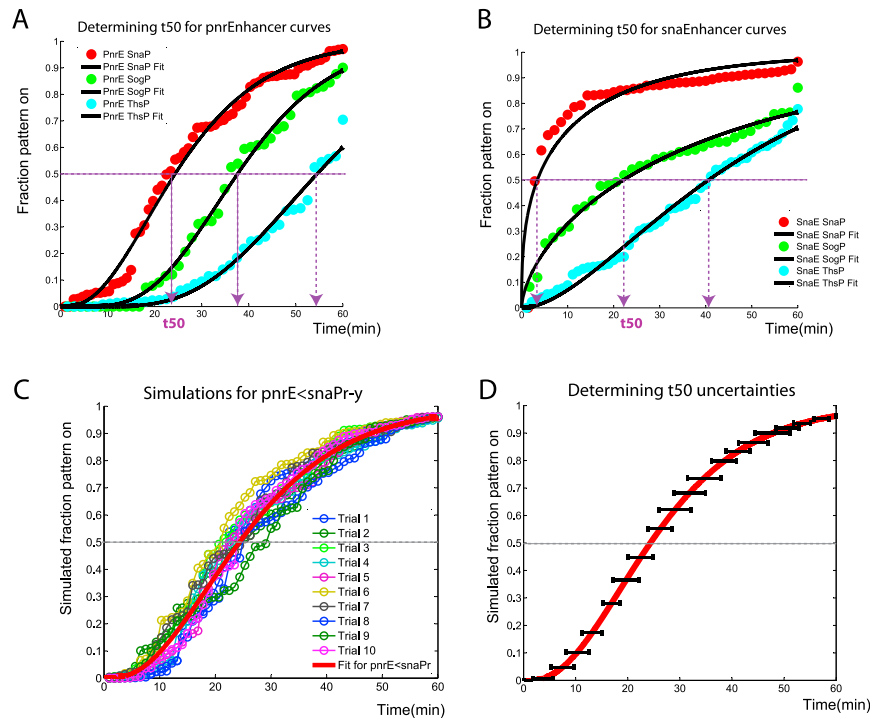 A
Determining t50 for pnrEnhancer curves
Fraction pattern on
1
0.9
0.8
0.7
0.6
0.5
0.4
0.3
0.2
0.1
0
PnrE SnaP
PnrE SnaP Fit
PnrE SogP
PnrE SogP Fit
PnrE ThsP
PnrE ThsP Fit
0 10 20 30 40 50 60
t50
Time(min)
B
Determining t50 for snaEnhancer curves
Fraction pattern on
1
0.9
0.8
0.7
0.6
0.5
0.4
0.3
0.2
0.1
0
SnaE SnaP
SnaE SnaP Fit
SnaE SogP
SnaE SogP Fit
SnaE ThsP
SnaE ThsP Fit
0 10 20 30 40 50 60
t50
Time(min)
C
Simulations for pnrE<snaPr-y
Simulated fraction pattern on
1
0.9
0.8
0.7
0.6
0.5
0.4
0.3
0.2
0.1
0
Trial 1
Trial 2
Trial 3
Trial 4
Trial 5
Trial 6
Trial 7
Trial 8
Trial 9
Trial 10
Fit for pnrE<snaPr
0 10 20 30 40 50 60
Time(min)
D
Determining t50 uncertainties
Simulated fraction pattern on
1
0.9
0.8
0.7
0.6
0.5
0.4
0.3
0.2
0.1
0
0 10 20 30 40 50 60
Time(min)